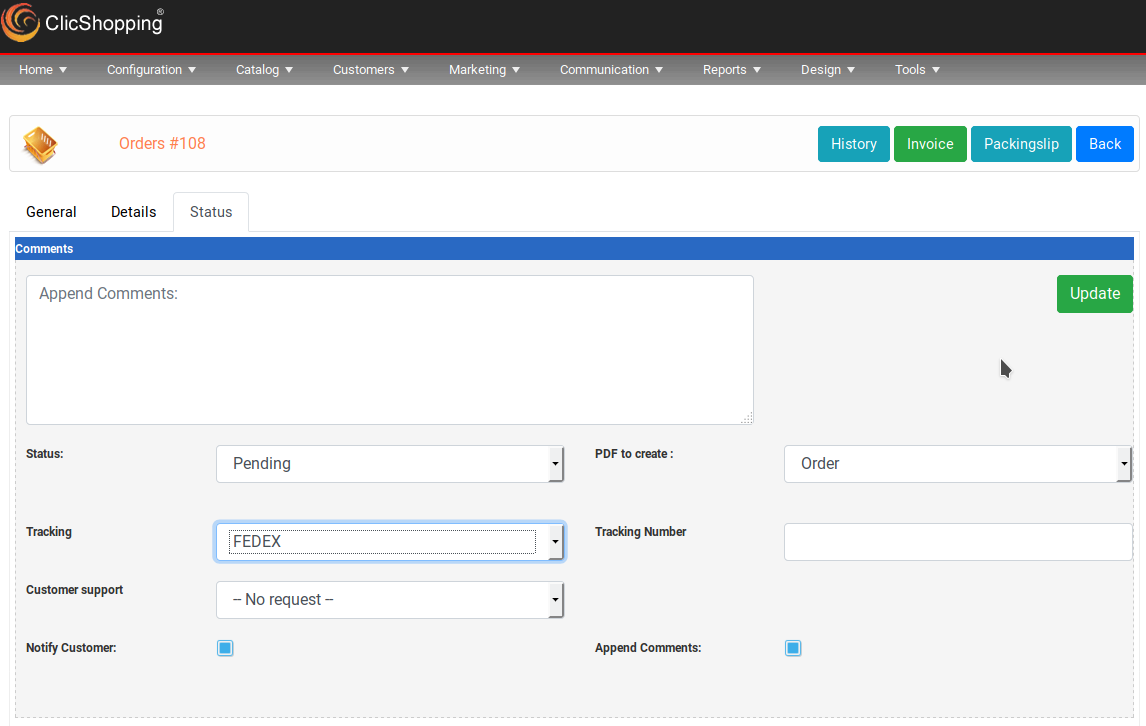 ClicShopping®
Home Configuration Catalog Customers Marketing Communication Reports Design Tools
Orders #108 History Invoice Packingslip Back
General Details Status
Comments
Append Comments: Update
Status: Pending PDF to create : Order
Tracking FEDEX Tracking Number
Customer support -- No request --
Notify Customer: Append Comments: